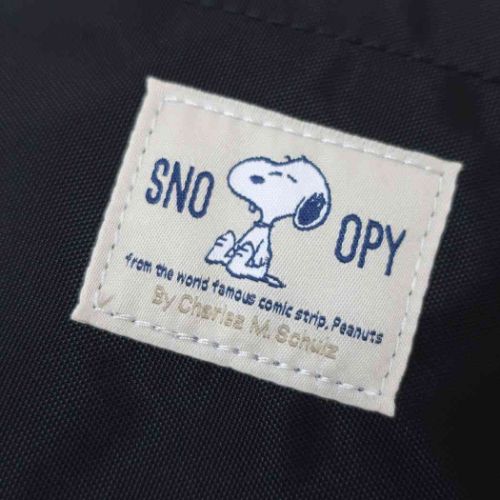 SNO OPY
from the world famous comic strip, Peanuts
By Charles M. Schulz